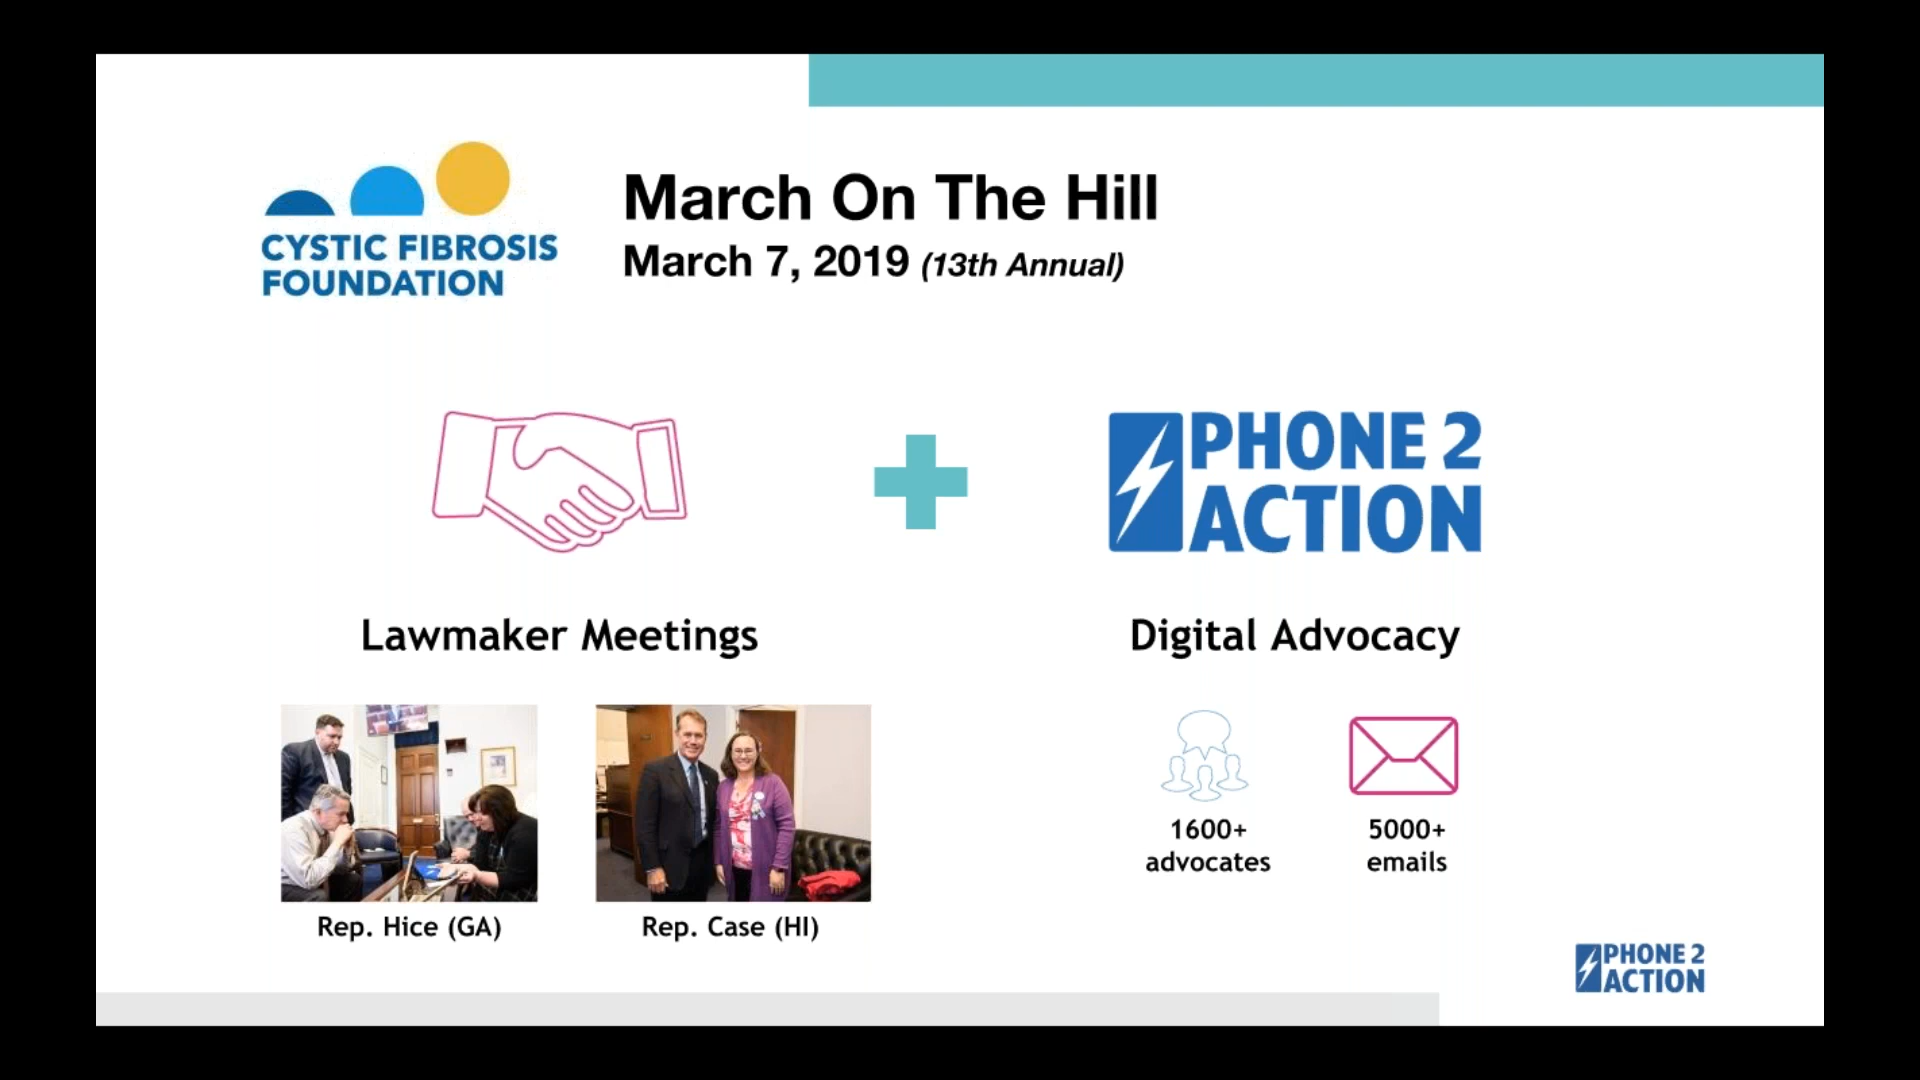 CYSTIC FIBROSIS
FOUNDATION
March On The Hill
March 7, 2019 (13th Annual)
PHONE 2
ACTION
Lawmaker Meetings
Digital Advocacy
Rep. Hice (GA)
Rep. Case (HI)
1600+
advocates
5000+
emails
PHONE 2
ACTION